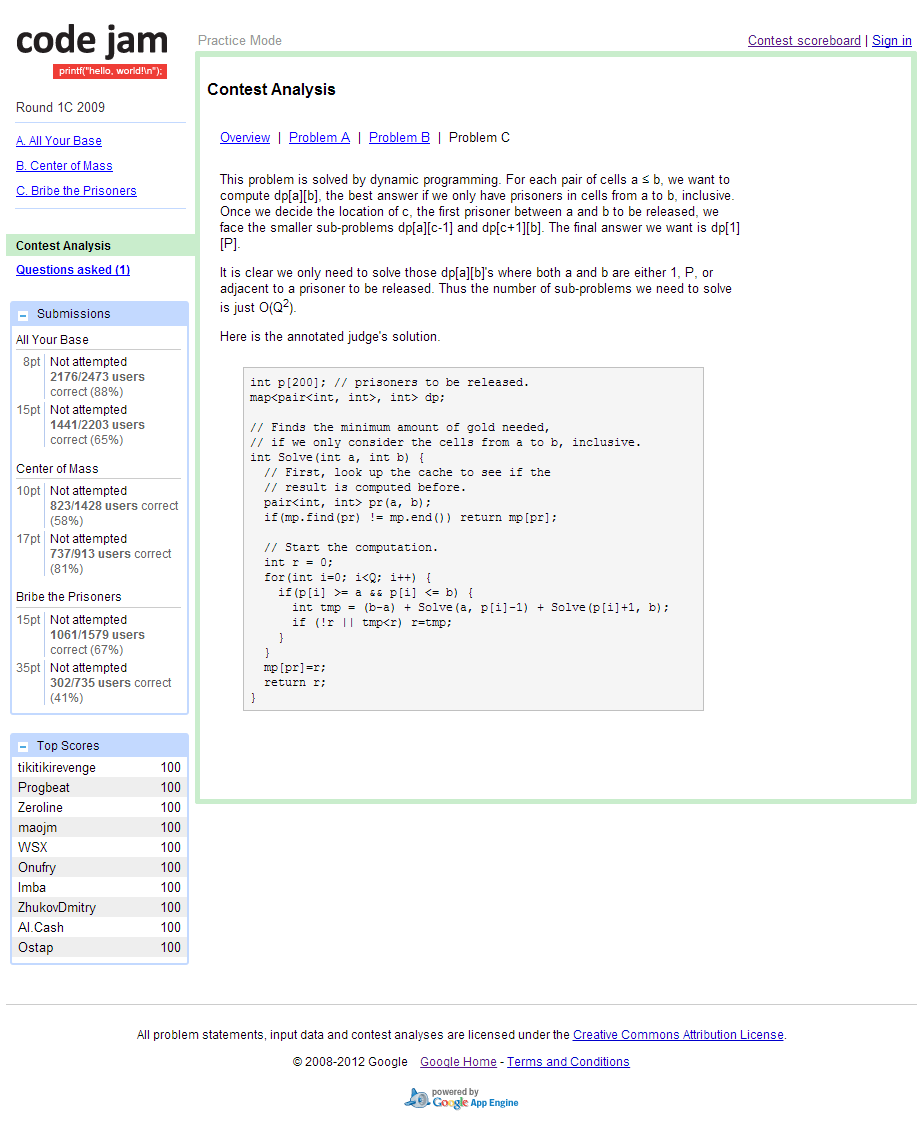 code jam
printf("hello, world!\n");
Practice Mode
Contest scoreboard | Sign in
Round 1C 2009
A. All Your Base
B. Center of Mass
C. Bribe the Prisoners
Contest Analysis
Questions asked (1)
Submissions
All Your Base
8pt Not attempted
2176/2473 users
correct (88%)
15pt Not attempted
1441/2203 users
correct (65%)
Center of Mass
10pt Not attempted
823/1428 users correct
(58%)
17pt Not attempted
737/913 users correct
(81%)
Bribe the Prisoners
15pt Not attempted
1061/1579 users
correct (67%)
35pt Not attempted
302/735 users correct
(41%)
Top Scores
tikitikirevenge 100
Progbeat 100
Zeroline 100
maojm 100
WSX 100
Onufry 100
Imba 100
ZhukovDmitry 100
Al.Cash 100
Ostap 100
Contest Analysis
Overview | Problem A | Problem B | Problem C
This problem is solved by dynamic programming. For each pair of cells a ≤ b, we want to
compute dp[a][b], the best answer if we only have prisoners in cells from a to b, inclusive.
Once we decide the location of c, the first prisoner between a and b to be released, we
face the smaller sub-problems dp[a][c-1] and dp[c+1][b]. The final answer we want is dp[1]
[P].
It is clear we only need to solve those dp[a][b]'s where both a and b are either 1, P, or
adjacent to a prisoner to be released. Thus the number of sub-problems we need to solve
is just O(Q²).
Here is the annotated judge's solution.
int p[200]; // prisoners to be released.
map<pair<int, int>, int> dp;
// Finds the minimum amount of gold needed,
// if we only consider the cells from a to b, inclusive.
int Solve(int a, int b) {
  // First, look up the cache to see if the
  // result is computed before.
  pair<int, int> pr(a, b);
  if(mp.find(pr) != mp.end()) return mp[pr];
  // Start the computation.
  int r = 0;
  for(int i=0; i<Q; i++) {
    if(p[i] >= a && p[i] <= b) {
      int tmp = (b-a) + Solve(a, p[i]-1) + Solve(p[i]+1, b);
      if (!r || tmp<r) r=tmp;
    }
  }
  mp[pr]=r;
  return r;
}
All problem statements, input data and contest analyses are licensed under the Creative Commons Attribution License.
© 2008-2012 Google Google Home - Terms and Conditions
powered by
Google App Engine